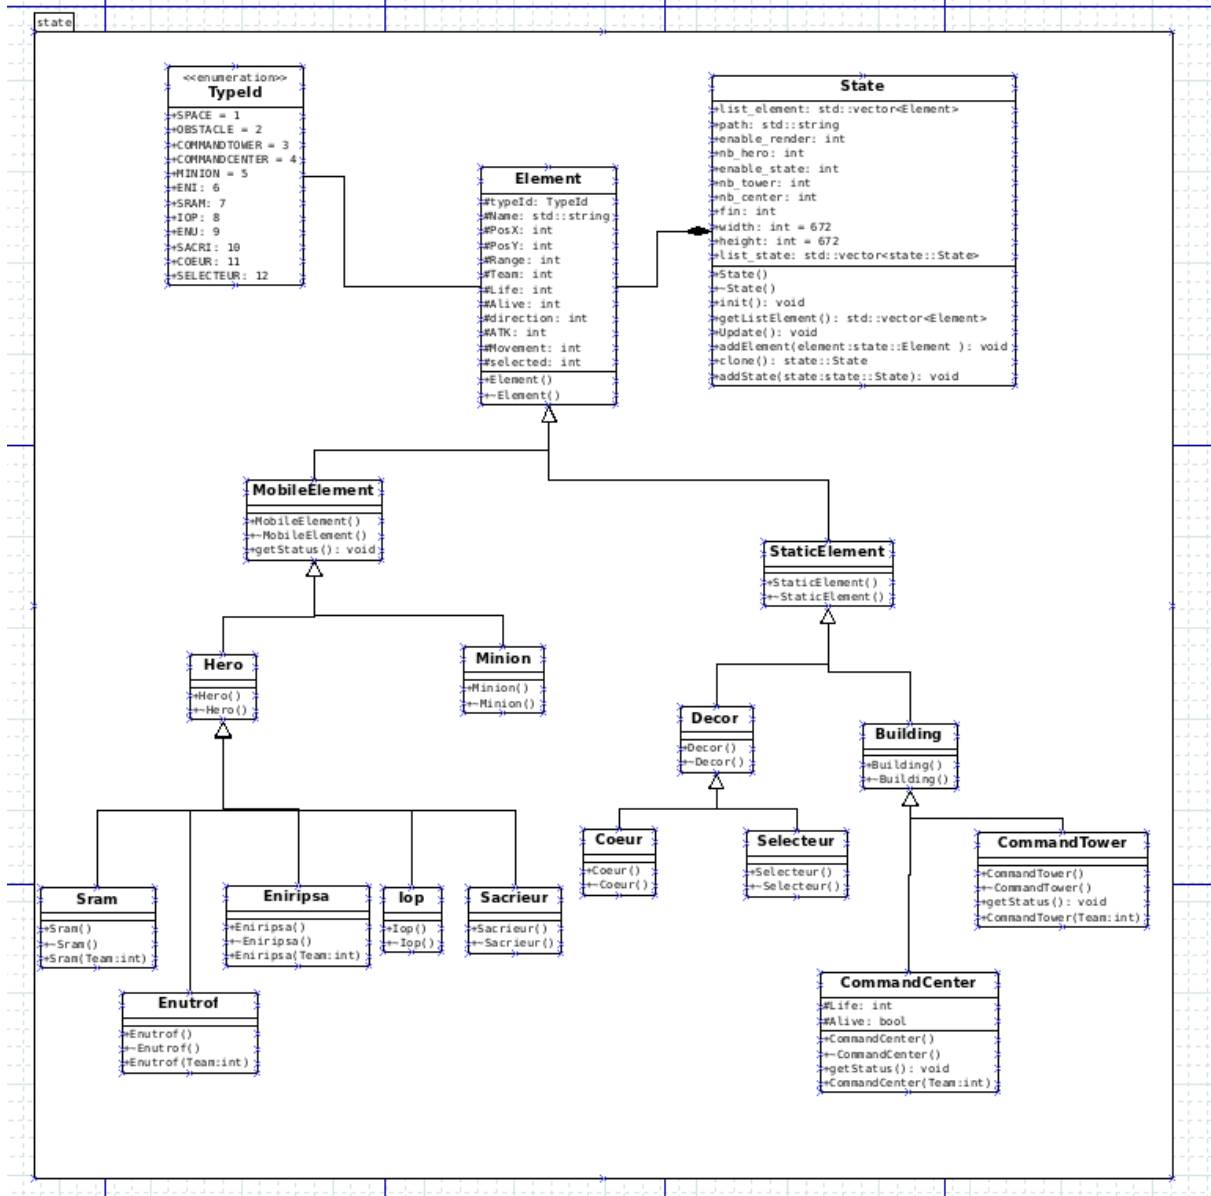 state
<<enumeration>>
TypeId
+SPACE = 1
+OBSTACLE = 2
+COMMANDTOWER = 3
+COMMANDCENTER = 4
+MINION = 5
+ENI: 6
+SRAM: 7
+IOP: 8
+ENU: 9
+SACRI: 10
+COEUR: 11
+SELECTEUR: 12
Element
#typeId: TypeId
#Name: std::string
#PosX: int
#PosY: int
#Range: int
#Team: int
#Life: int
#Alive: int
#direction: int
#ATK: int
#Movement: int
#selected: int
+Element()
+~Element()
State
+list_element: std::vector<Element>
+path: std::string
+enable_render: int
+nb_hero: int
+enable_state: int
+nb_tower: int
+nb_center: int
+fin: int
+width: int = 672
+height: int = 672
+list_state: std::vector<state::State>
+State()
+~State()
+init(): void
+getListElement(): std::vector<Element>
+Update(): void
+addElement(element:state::Element ): void
+clone(): state::State
+addState(state:state::State): void
MobileElement
+MobileElement()
+~MobileElement()
+getStatus(): void
StaticElement
+StaticElement()
+~StaticElement()
Hero
+Hero()
+~Hero()
Minion
+Minion()
+~Minion()
Decor
+Decor()
+~Decor()
Building
+Building()
+~Building()
Coeur
+Coeur()
+~Coeur()
Selecteur
+Selecteur()
+~Selecteur()
CommandTower
+CommandTower()
+~CommandTower()
+getStatus(): void
+CommandTower(Team:int)
Sram
+Sram()
+~Sram()
+Sram(Team:int)
Eniripsa
+Eniripsa()
+~Eniripsa()
+Eniripsa(Team:int)
Iop
+Iop()
+~Iop()
Sacrieur
+Sacrieur()
+~Sacrieur()
Enutrof
+Enutrof()
+~Enutrof()
+Enutrof(Team:int)
CommandCenter
#Life: int
#Alive: bool
+CommandCenter()
+~CommandCenter()
+getStatus(): void
+CommandCenter(Team:int)